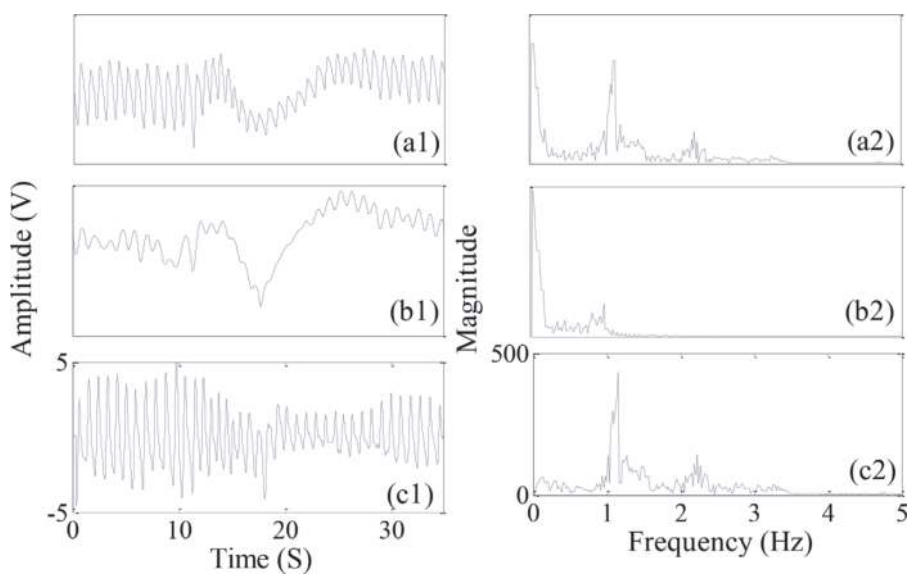 (a1)
(a2)
Amplitude (V)
(b1)
Magnitude
(b2)
5
(c1)
-5
0 10 20 30
Time (S)
500
(c2)
0
0 1 2 3 4 5
Frequency (Hz)